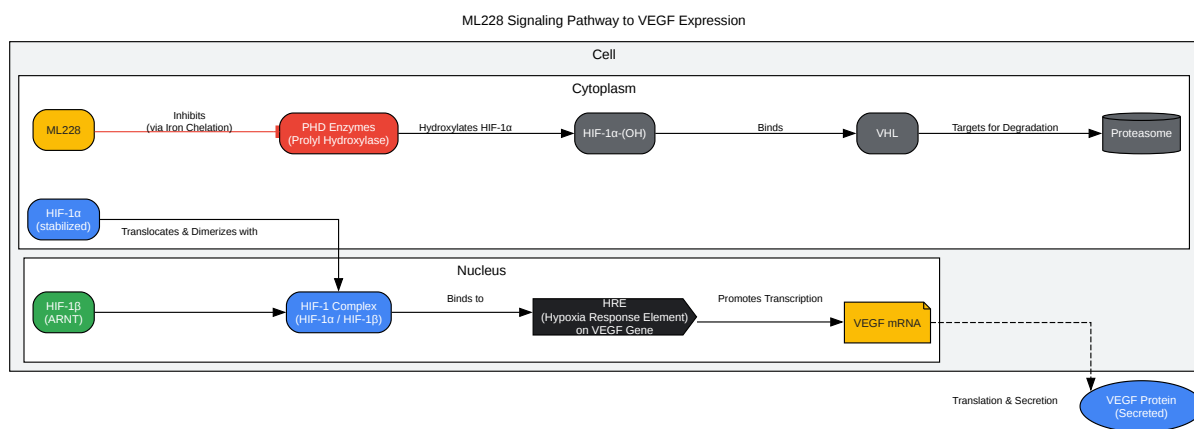 ML228 Signaling Pathway to VEGF Expression
Cell
Cytoplasm
ML228
Inhibits
(via Iron Chelation)
PHD Enzymes
(Prolyl Hydroxylase)
Hydroxylates HIF-1α
HIF-1α-(OH)
Binds
VHL
Targets for Degradation
Proteasome
HIF-1α
(stabilized)
Translocates & Dimerizes with
Nucleus
HIF-1β
(ARNT)
HIF-1 Complex
(HIF-1α / HIF-1β)
Binds to
HRE
(Hypoxia Response Element)
on VEGF Gene
Promotes Transcription
VEGF mRNA
Translation & Secretion
VEGF Protein
(Secreted)